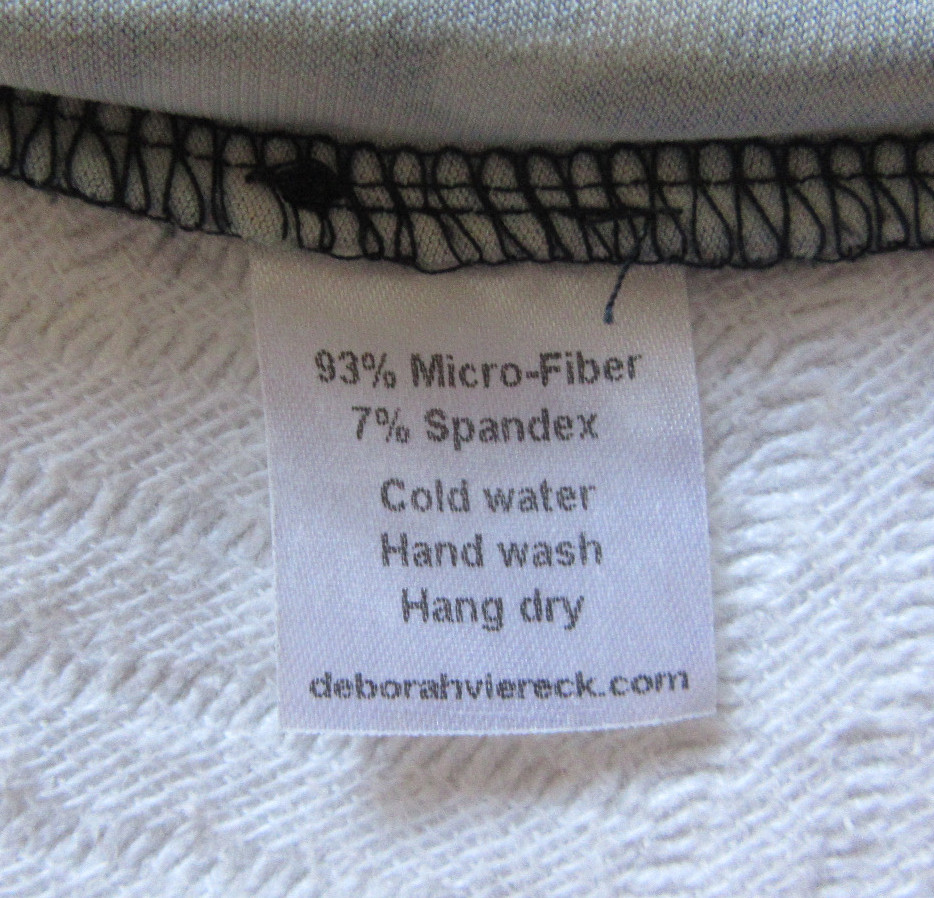 93% Micro-Fiber
7% Spandex
Cold water
Hand wash
Hang dry
deborahviereck.com